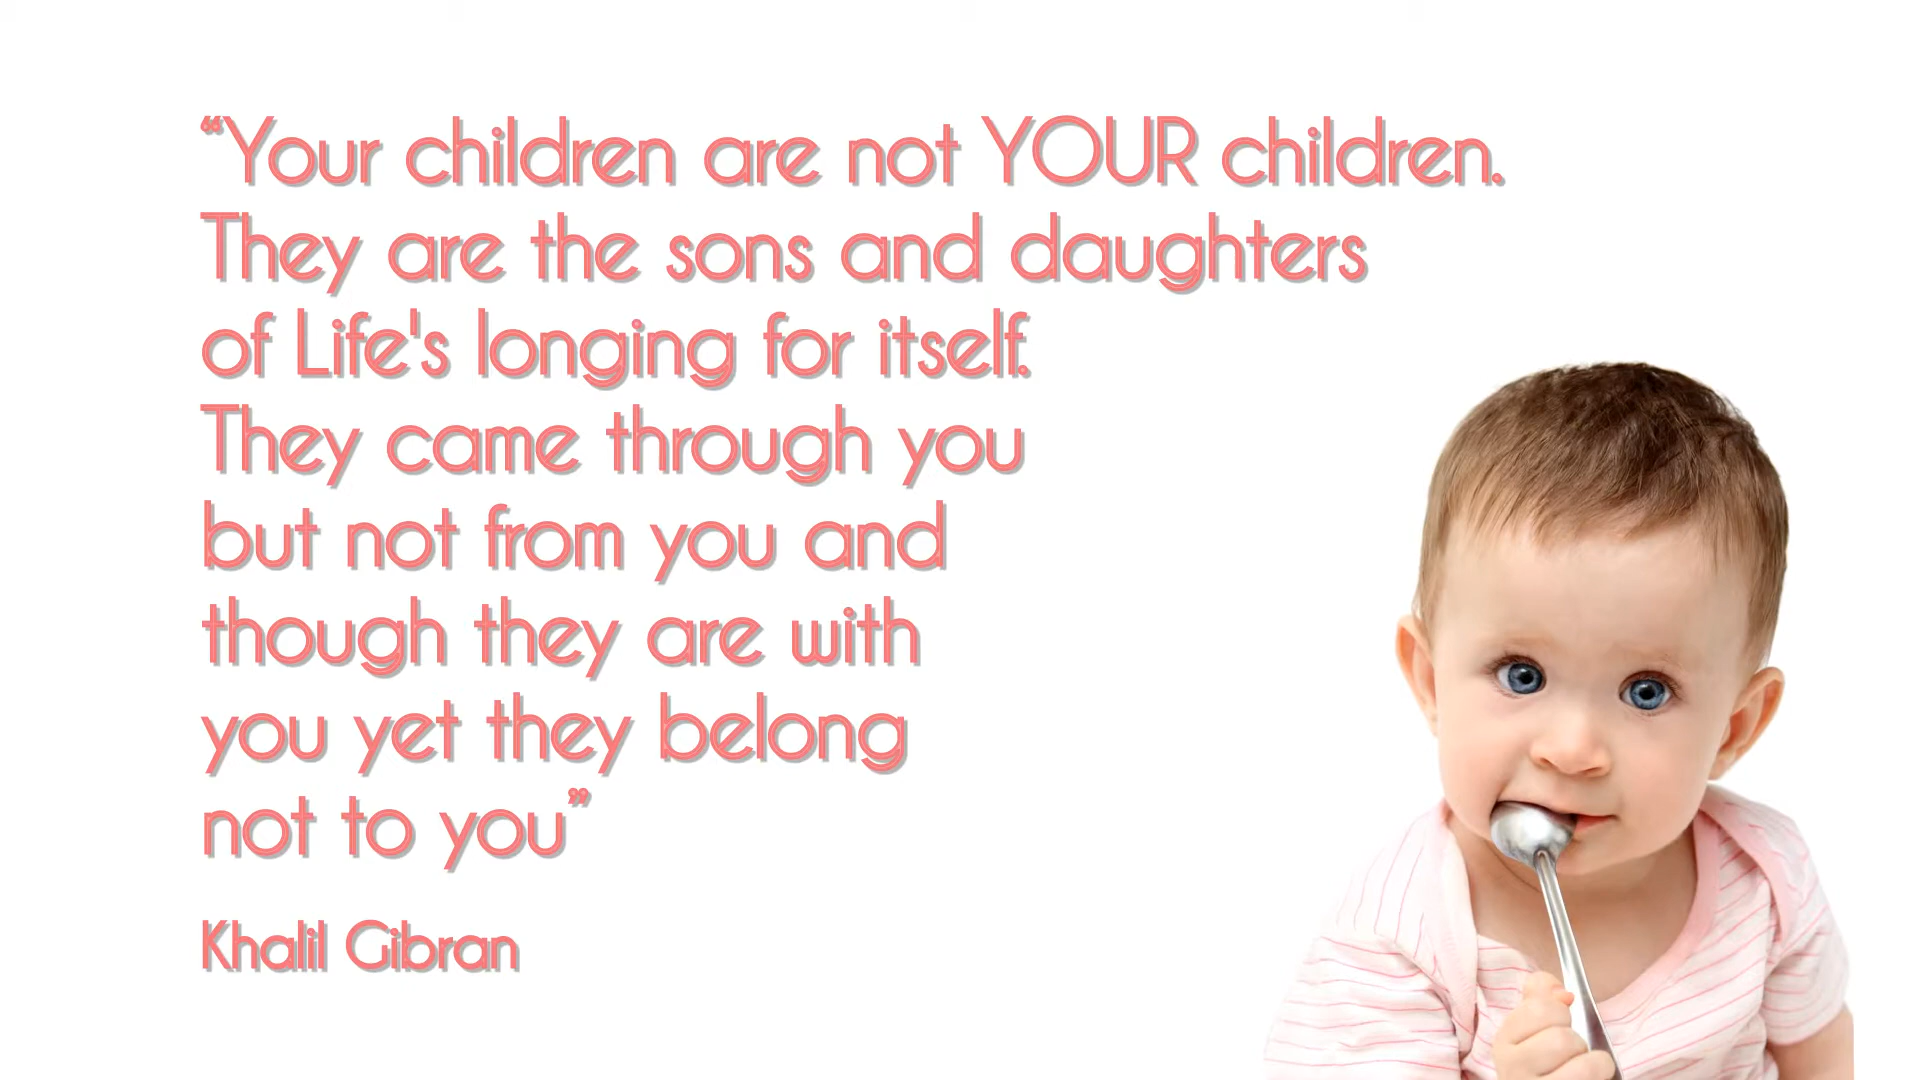 “Your children are not YOUR children.
They are the sons and daughters
of Life's longing for itself.
They came through you
but not from you and
though they are with
you yet they belong
not to you”
Khalil Gibran